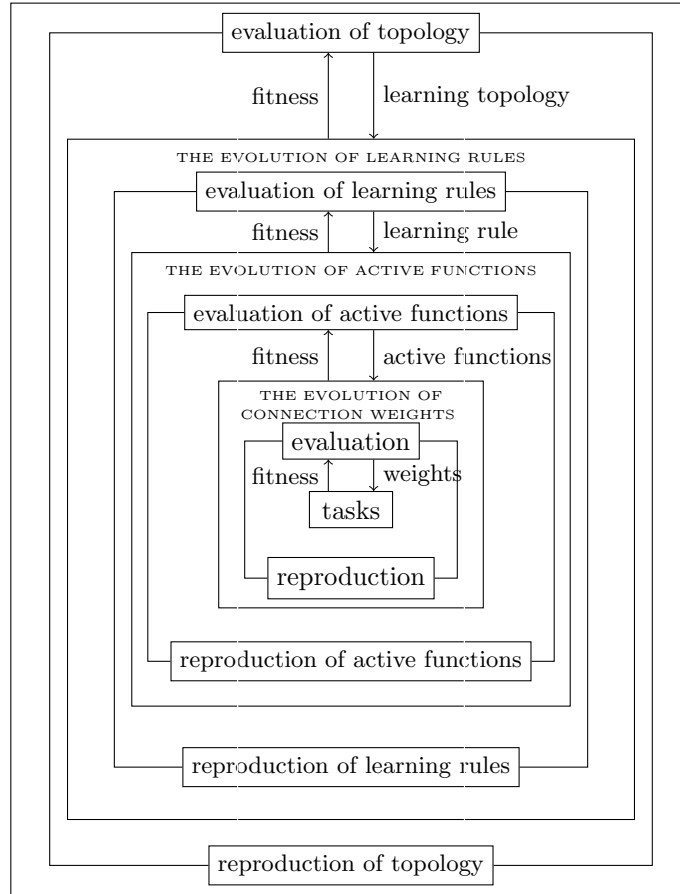 evaluation of topology
fitness
learning topology
THE EVOLUTION OF LEARNING RULES
evaluation of learning rules
fitness
learning rule
THE EVOLUTION OF ACTIVE FUNCTIONS
evaluation of active functions
fitness
active functions
THE EVOLUTION OF
CONNECTION WEIGHTS
evaluation
fitness
weights
tasks
reproduction
reproduction of active functions
reproduction of learning rules
reproduction of topology